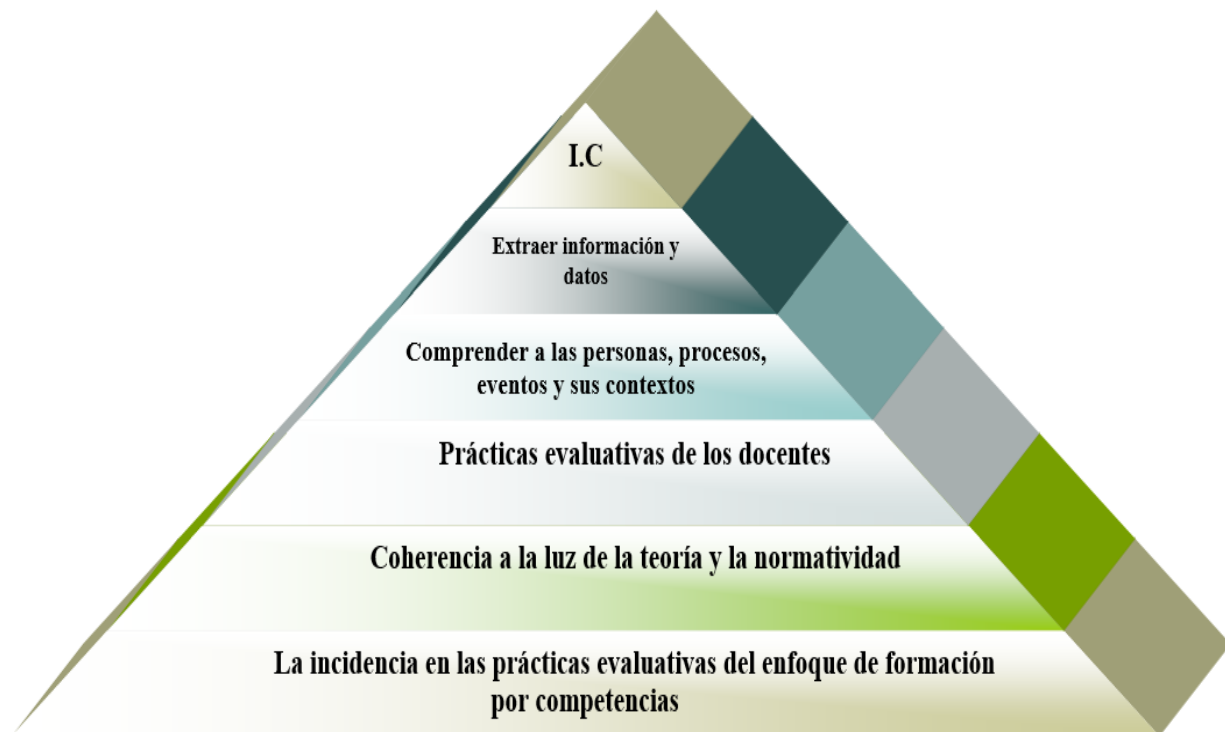 I.C
Extraer información y
datos
Comprender a las personas, procesos,
eventos y sus contextos
Prácticas evaluativas de los docentes
Coherencia a la luz de la teoría y la normatividad
La incidencia en las prácticas evaluativas del enfoque de formación
por competencias